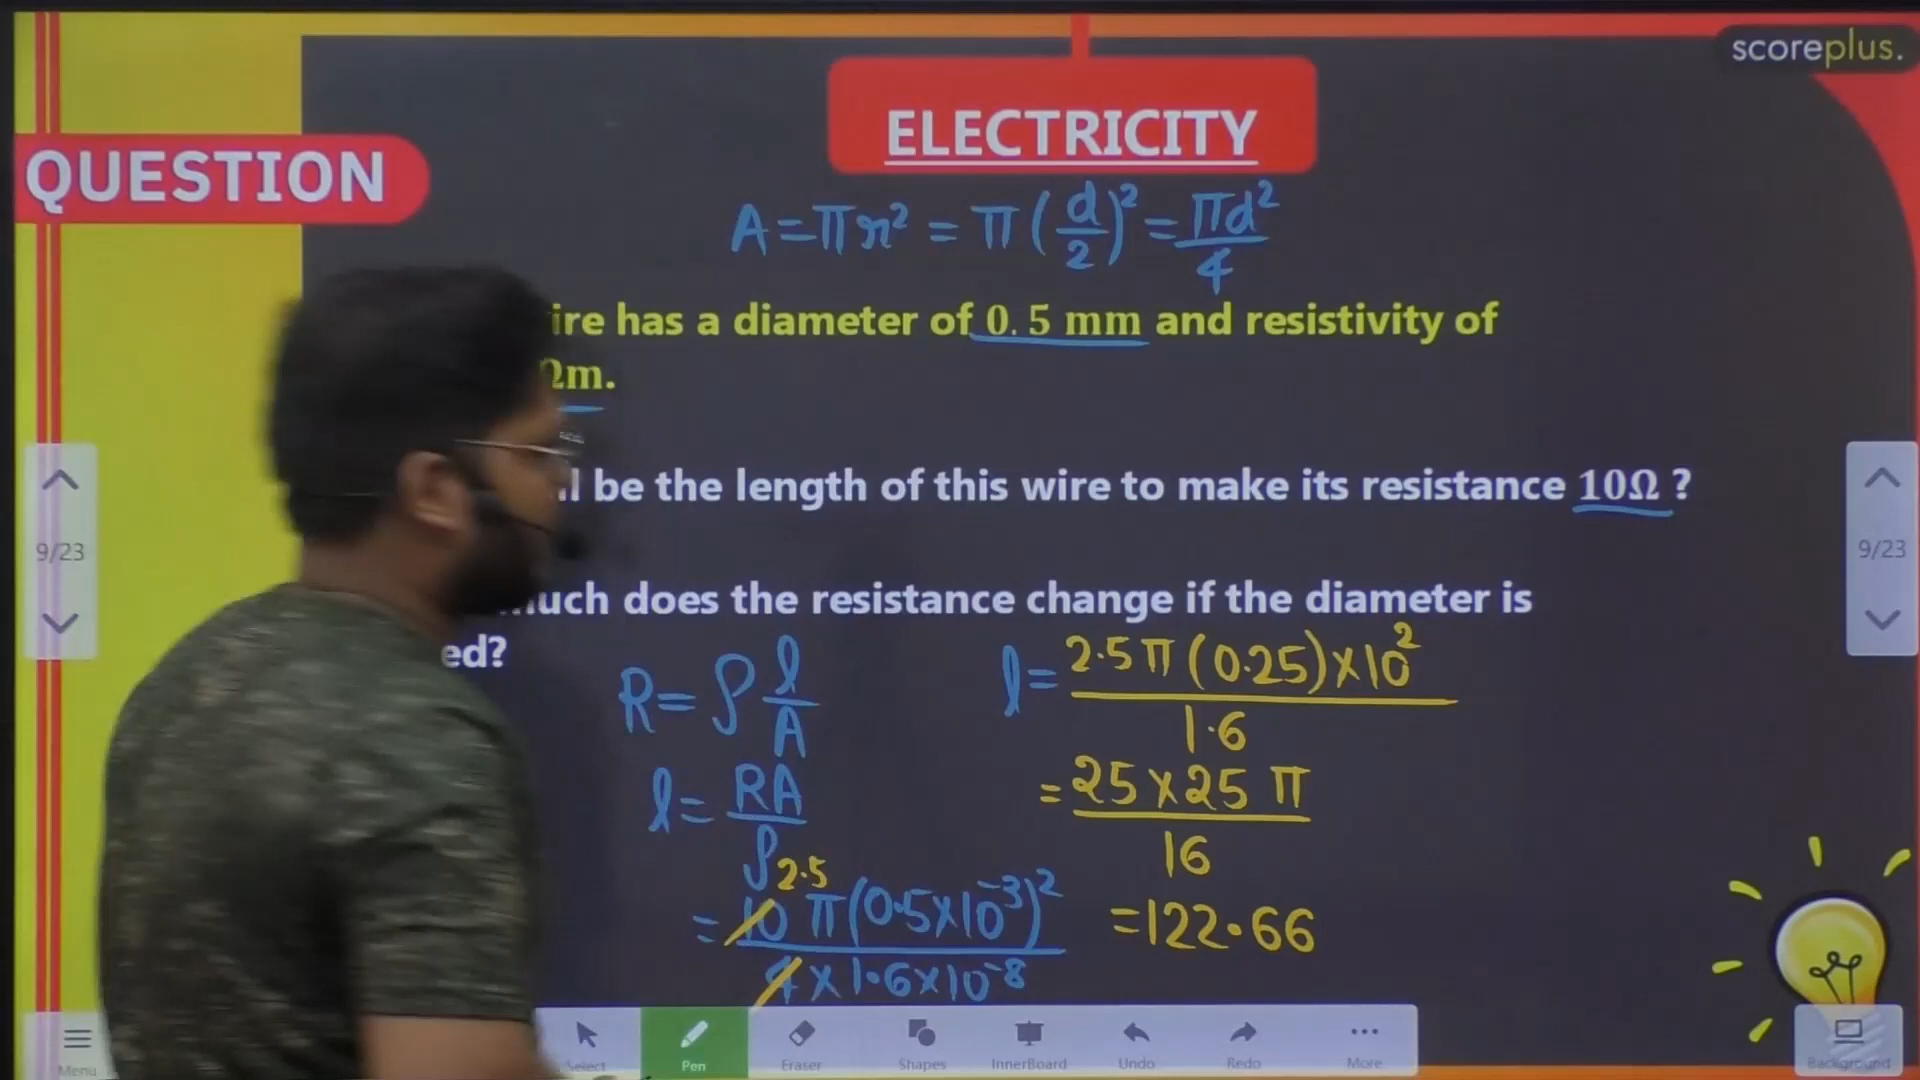 scoreplus.
ELECTRICITY
QUESTION
A = πr² = π(d/2)² = πd²/4
ire has a diameter of 0.5 mm and resistivity of
Ωm.
ll be the length of this wire to make its resistance 10Ω ?
9/23
9/23
uch does the resistance change if the diameter is
ed?
R = ρ l/A
l = RA/ρ
= 10 2.5 π(0.5×10⁻³)² / 4 × 1.6×10⁻⁸
l = 2.5π(0.25)×10² / 1.6
= 25 × 25 π / 16
= 122.66
Menu
Select
Pen
Eraser
Shapes
InnerBoard
Undo
Redo
More
Background